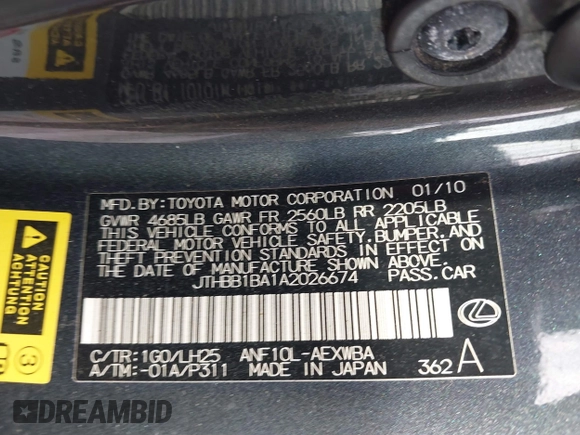 MFD.BY:TOYOTA MOTOR CORPORATION 01/10
GVWR 4685LB GAWR FR 2560LB RR 2205LB
THIS VEHICLE CONFORMS TO ALL APPLICABLE
FEDERAL MOTOR VEHICLE SAFETY, BUMPER, AND
THEFT PREVENTION STANDARDS IN EFFECT ON
THE DATE OF MANUFACTURE SHOWN ABOVE.
JTHBB1BA1A2026674 PASS.CAR
C/TR:1G0/LH25 ANF10L-AEXWBA
A/TM:-01A/P311 MADE IN JAPAN 362A
CAUTION
ATTENTION
ACHTUNG
3
DREAMBID